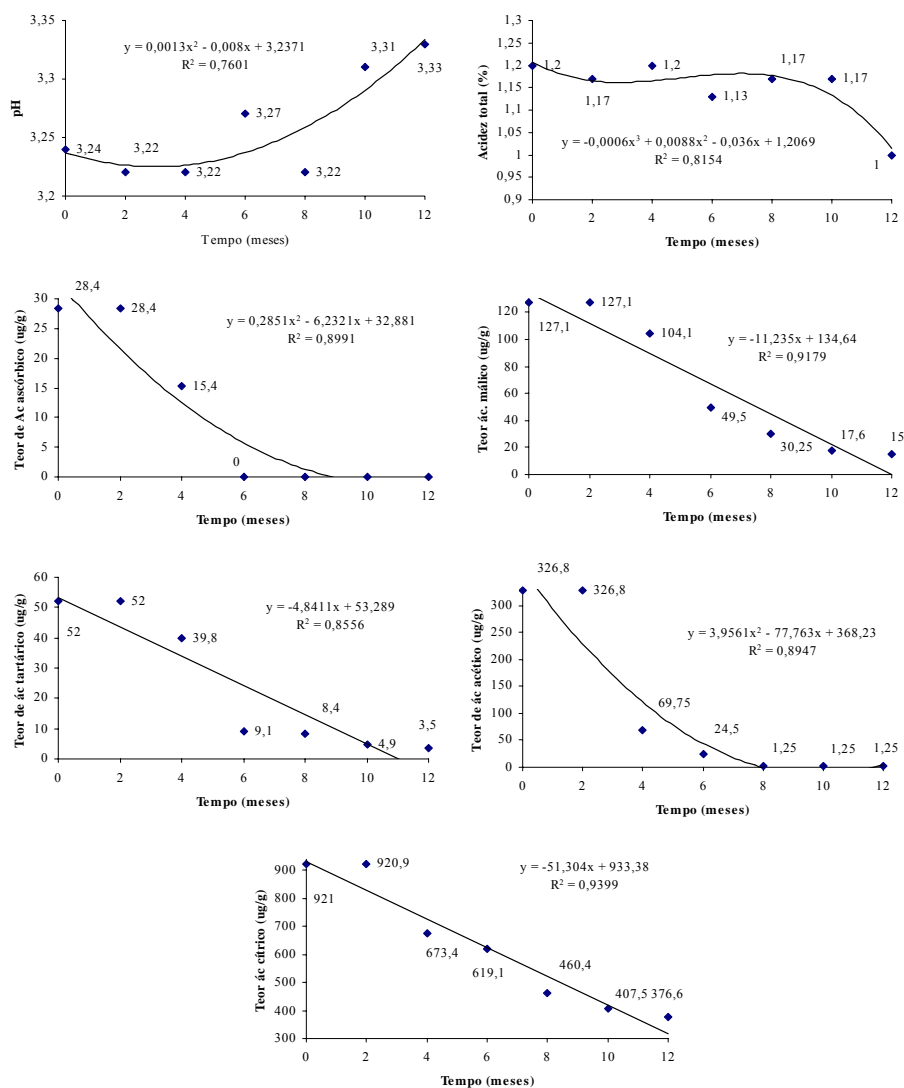 3,35
y = 0,0013x² - 0,008x + 3,2371
R² = 0,7601
3,31
3,33
3,3
pH
3,27
3,25
3,24
3,22
3,22
3,22
3,2
0 2 4 6 8 10 12
Tempo (meses)
1,3
1,25
1,2
1,15
1,1
1,05
1
0,95
0,9
Acidez total (%)
1,2
1,17
1,2
1,13
1,17
1,17
1
y = -0,0006x³ + 0,0088x² - 0,036x + 1,2069
R² = 0,8154
0 2 4 6 8 10 12
Tempo (meses)
28,4
30
25
20
15
10
5
0
Teor de Ac ascórbico (ug/g)
28,4
y = 0,2851x² - 6,2321x + 32,881
R² = 0,8991
15,4
0
0 2 4 6 8 10 12
Tempo (meses)
120
100
80
60
40
20
0
Teor ác. málico (ug/g)
127,1
127,1
104,1
y = -11,235x + 134,64
R² = 0,9179
49,5
30,25
17,6
15
0 2 4 6 8 10 12
Tempo (meses)
60
50
40
30
20
10
0
Teor de ác tartárico (ug/g)
52
52
39,8
y = -4,8411x + 53,289
R² = 0,8556
9,1
8,4
4,9
3,5
0 2 4 6 8 10 12
Tempo (meses)
326,8
300
250
200
150
100
50
0
Teor de ác acético (ug/g)
326,8
y = 3,9561x² - 77,763x + 368,23
R² = 0,8947
69,75
24,5
1,25
1,25
1,25
0 2 4 6 8 10 12
Tempo (meses)
900
800
700
600
500
400
300
Teor ác cítrico (ug/g)
921
920,9
y = -51,304x + 933,38
R² = 0,9399
673,4
619,1
460,4
407,5 376,6
0 2 4 6 8 10 12
Tempo (meses)